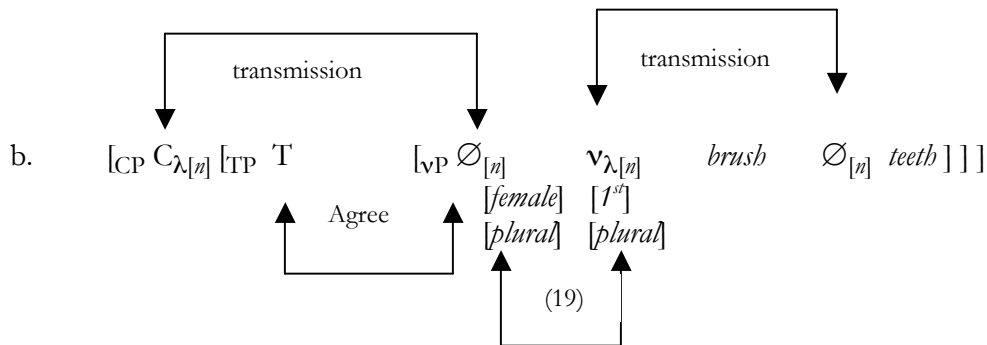 transmission transmission
b. [CP Cλ[n] [TP T [νP ∅[n] νλ[n] brush ∅[n] teeth ] ] ]
[female] [1st]
Agree
[plural] [plural]
(19)